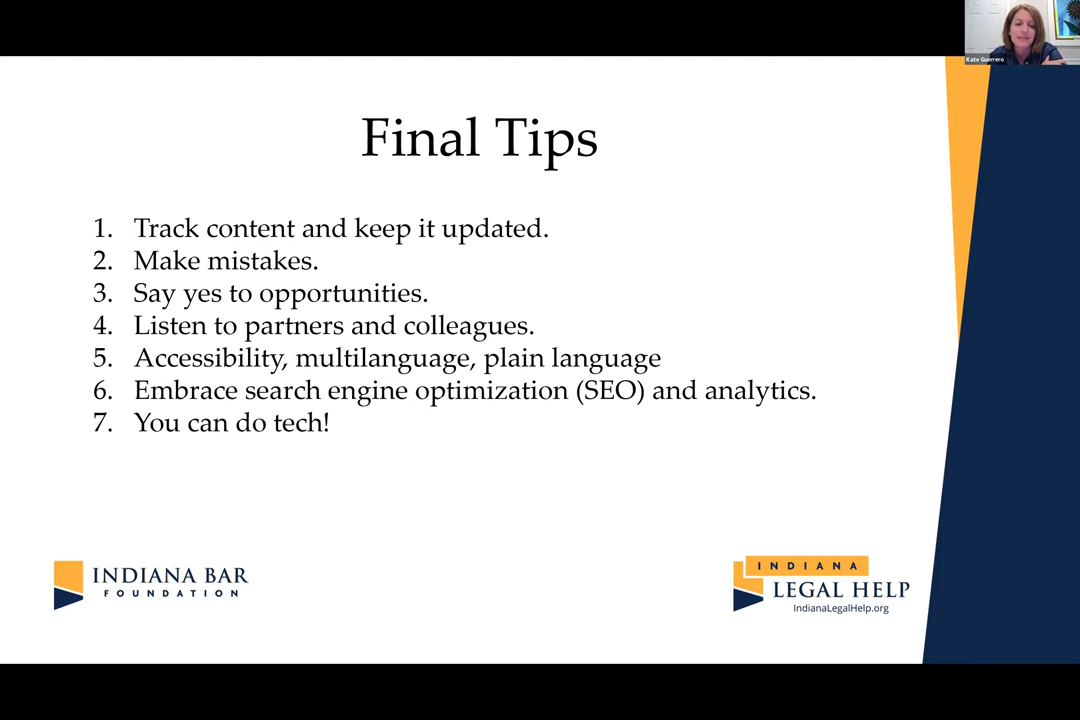 Kate Guerrero
Final Tips
1. Track content and keep it updated.
2. Make mistakes.
3. Say yes to opportunities.
4. Listen to partners and colleagues.
5. Accessibility, multilanguage, plain language
6. Embrace search engine optimization (SEO) and analytics.
7. You can do tech!
INDIANA BAR
FOUNDATION
INDIANA
LEGAL HELP
IndianaLegalHelp.org